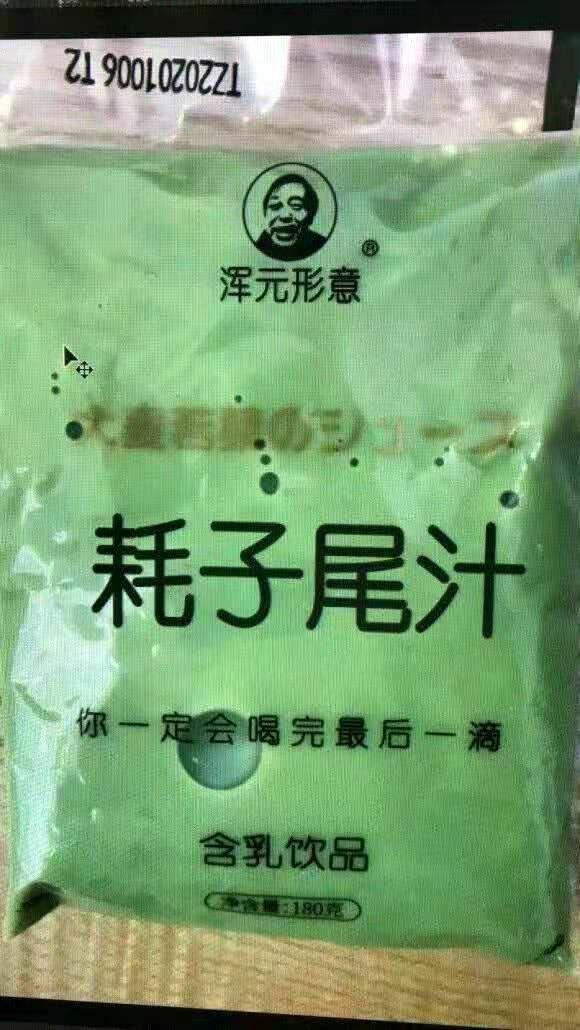 TZ20201006 T2
®
浑元形意
耗子尾汁
你一定会喝完最后一滴
含乳饮品
净含量:180克